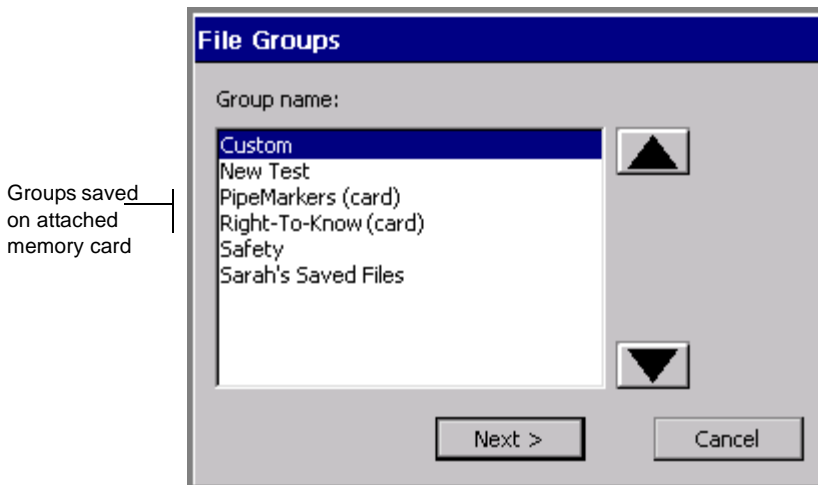 File Groups
Group name:
Custom
New Test
PipeMarkers (card)
Right-To-Know (card)
Safety
Sarah's Saved Files
Groups saved
on attached
memory card
Next >
Cancel